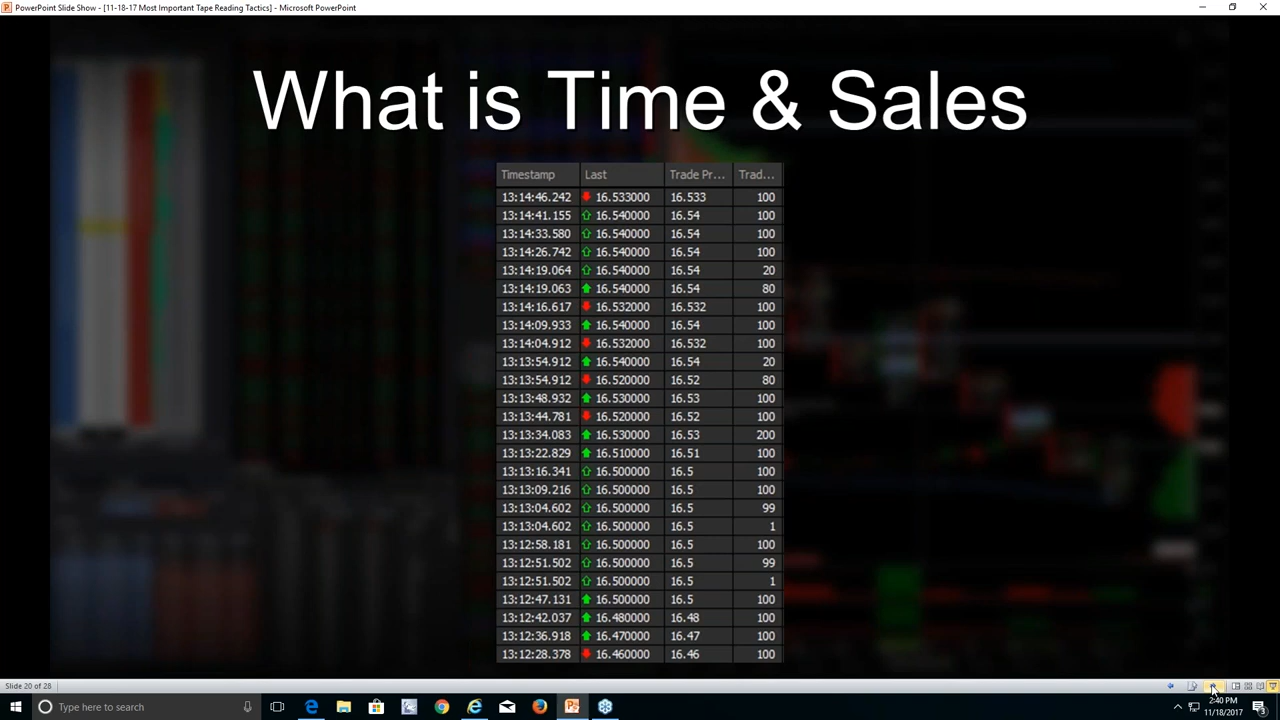 PowerPoint Slide Show - [11-18-17 Most Important Tape Reading Tactics] - Microsoft PowerPoint
What is Time & Sales
Timestamp Last Trade Pr... Trad...
13:14:46.242 16.533000 16.533 100
13:14:41.155 16.540000 16.54 100
13:14:33.580 16.540000 16.54 100
13:14:26.742 16.540000 16.54 100
13:14:19.064 16.540000 16.54 20
13:14:19.063 16.540000 16.54 80
13:14:16.617 16.532000 16.532 100
13:14:09.933 16.540000 16.54 100
13:14:04.912 16.532000 16.532 100
13:13:54.912 16.540000 16.54 20
13:13:54.912 16.520000 16.52 80
13:13:48.932 16.530000 16.53 100
13:13:44.781 16.520000 16.52 100
13:13:34.083 16.530000 16.53 200
13:13:22.829 16.510000 16.51 100
13:13:16.341 16.500000 16.5 100
13:13:09.216 16.500000 16.5 100
13:13:04.602 16.500000 16.5 99
13:13:04.602 16.500000 16.5 1
13:12:58.181 16.500000 16.5 100
13:12:51.502 16.500000 16.5 99
13:12:51.502 16.500000 16.5 1
13:12:47.131 16.500000 16.5 100
13:12:42.037 16.480000 16.48 100
13:12:36.918 16.470000 16.47 100
13:12:28.378 16.460000 16.46 100
Slide 20 of 28
Type here to search
2:40 PM
11/18/2017
3